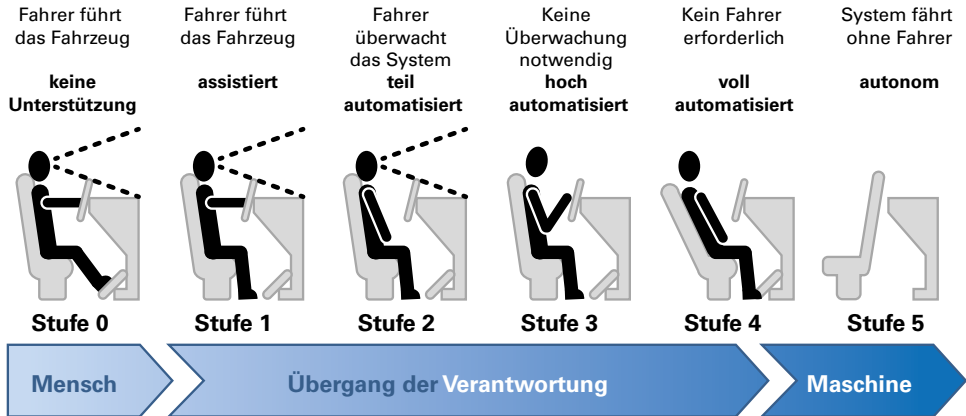 Fahrer führt
das Fahrzeug
keine
Unterstützung
Fahrer führt
das Fahrzeug
assistiert
Fahrer
überwacht
das System
teil
automatisiert
Keine
Überwachung
notwendig
hoch
automatisiert
Kein Fahrer
erforderlich
voll
automatisiert
System fährt
ohne Fahrer
autonom
Stufe 0
Stufe 1
Stufe 2
Stufe 3
Stufe 4
Stufe 5
Mensch
Übergang der Verantwortung
Maschine